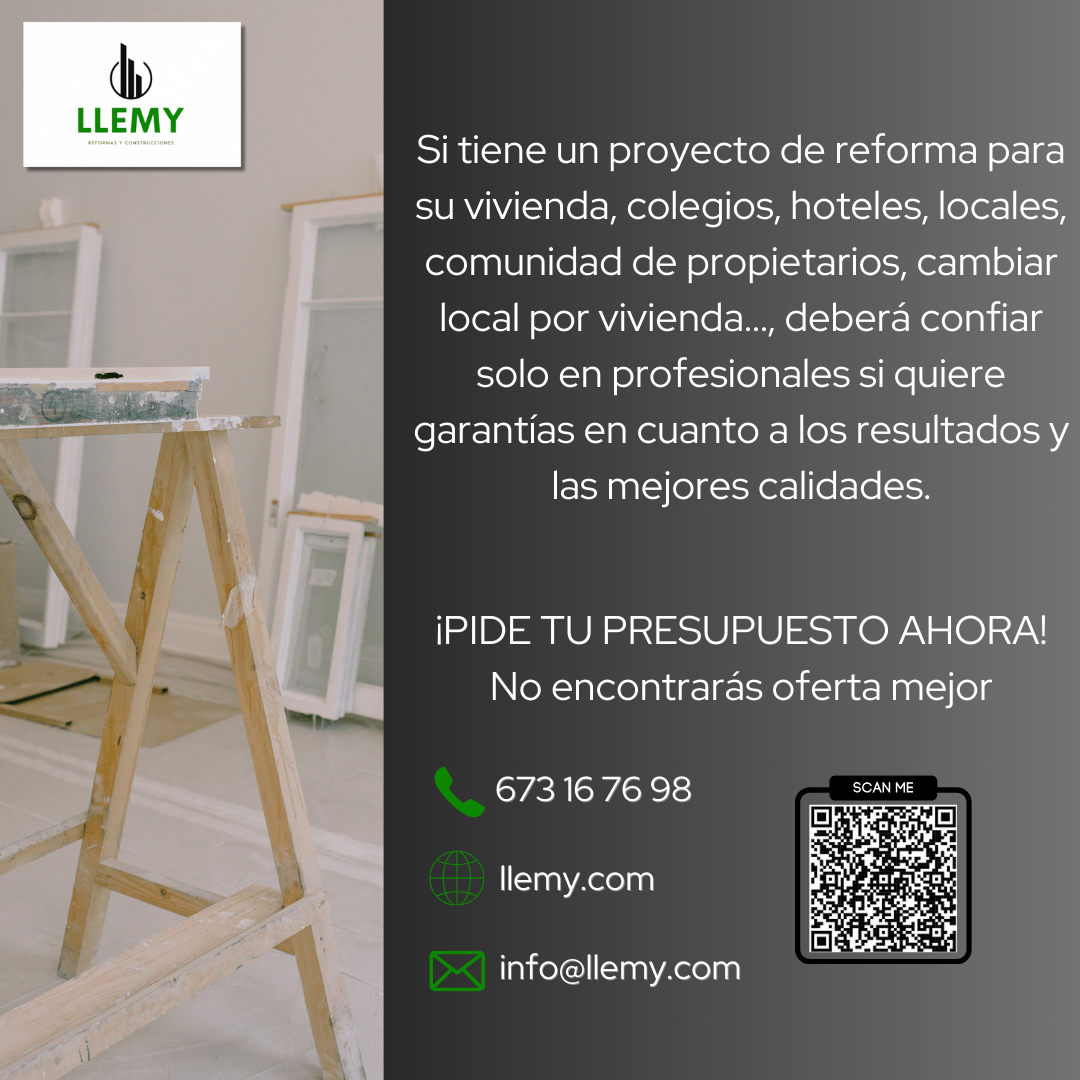 LLEMY
REFORMAS Y CONSTRUCCIONES
Si tiene un proyecto de reforma para
su vivienda, colegios, hoteles, locales,
comunidad de propietarios, cambiar
local por vivienda..., deberá confiar
solo en profesionales si quiere
garantías en cuanto a los resultados y
las mejores calidades.
¡PIDE TU PRESUPUESTO AHORA!
No encontrarás oferta mejor
673 16 76 98
SCAN ME
llemy.com
info@llemy.com